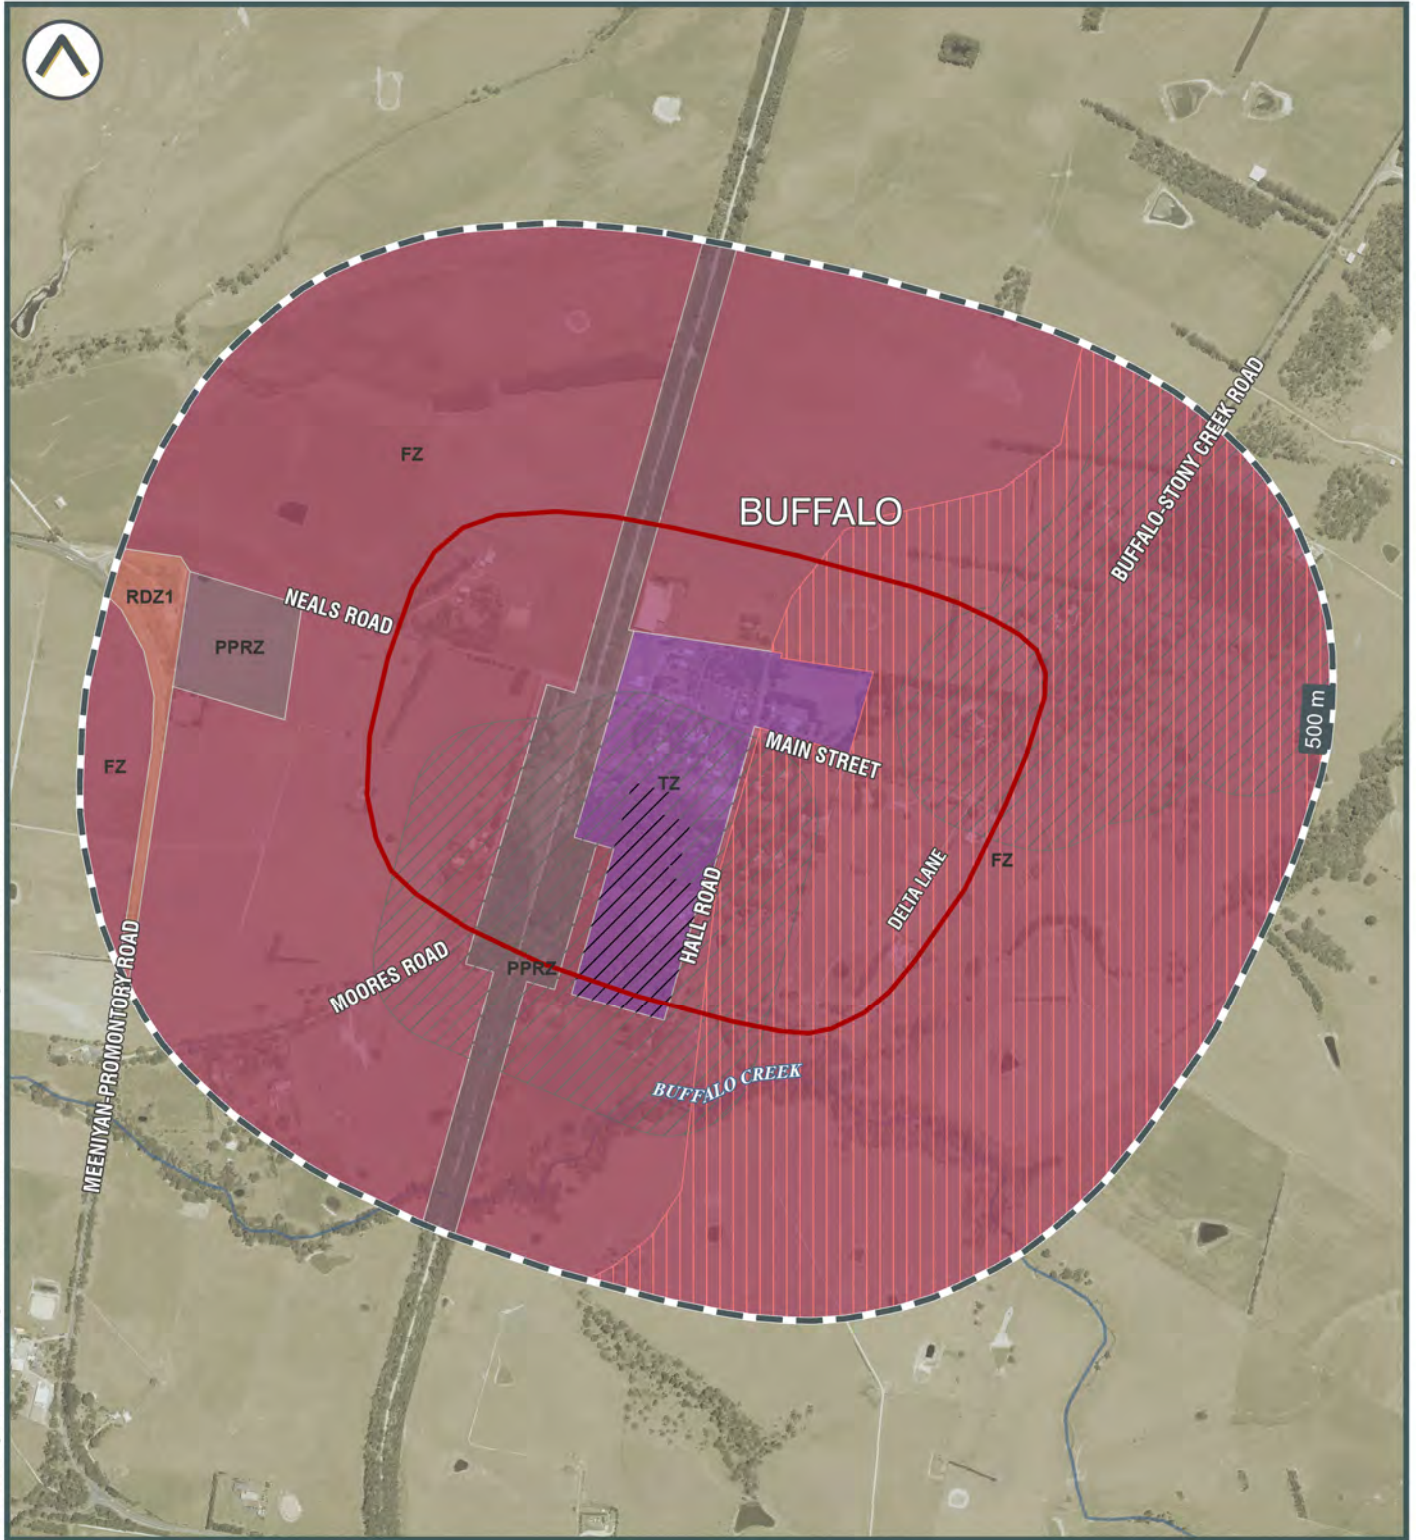 FZ
BUFFALO
BUFFALO-STONY CREEK ROAD
RDZ1
NEALS ROAD
PPRZ
500 m
MAIN STREET
FZ
TZ
DELTA LANE
FZ
HALL ROAD
PPRZ
MOORES ROAD
MEENIYAN-PROMONTORY ROAD
BUFFALO CREEK